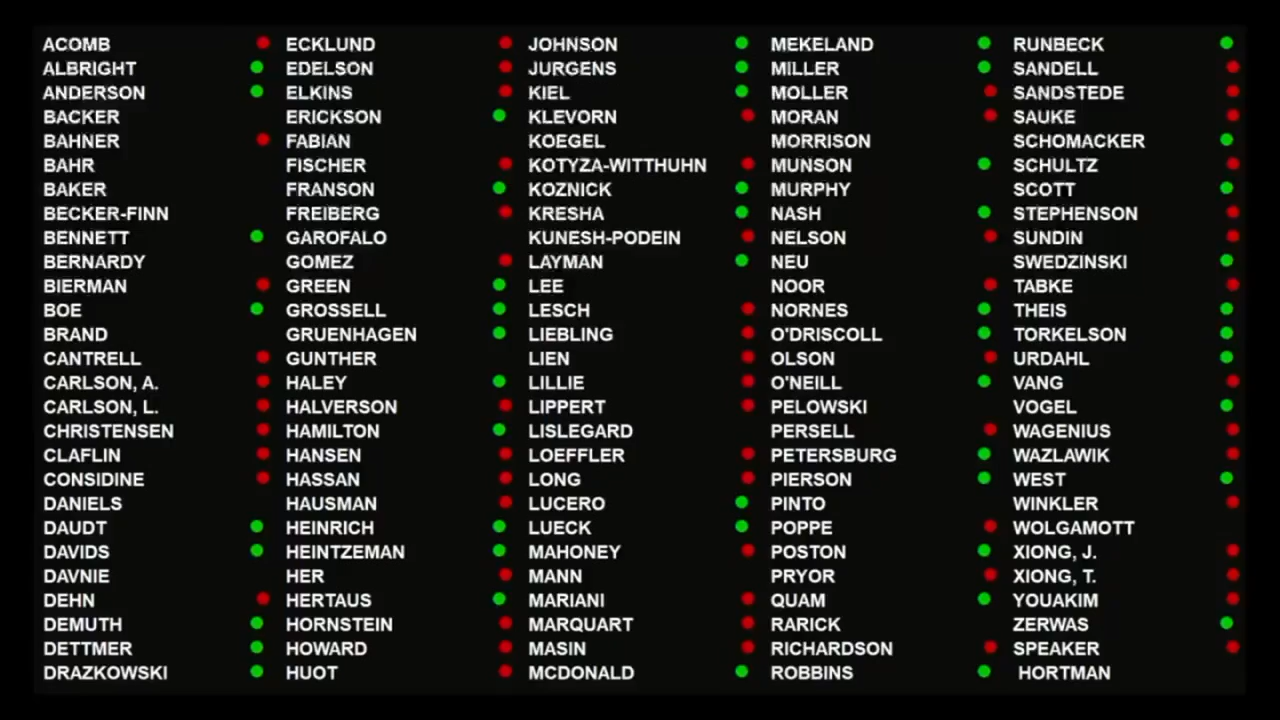 ACOMB
ALBRIGHT
ANDERSON
BACKER
BAHNER
BAHR
BAKER
BECKER-FINN
BENNETT
BERNARDY
BIERMAN
BOE
BRAND
CANTRELL
CARLSON, A.
CARLSON, L.
CHRISTENSEN
CLAFLIN
CONSIDINE
DANIELS
DAUDT
DAVIDS
DAVNIE
DEHN
DEMUTH
DETTMER
DRAZKOWSKI
ECKLUND
EDELSON
ELKINS
ERICKSON
FABIAN
FISCHER
FRANSON
FREIBERG
GAROFALO
GOMEZ
GREEN
GROSSELL
GRUENHAGEN
GUNTHER
HALEY
HALVERSON
HAMILTON
HANSEN
HASSAN
HAUSMAN
HEINRICH
HEINTZEMAN
HER
HERTAUS
HORNSTEIN
HOWARD
HUOT
JOHNSON
JURGENS
KIEL
KLEVORN
KOEGEL
KOTYZA-WITTHUHN
KOZNICK
KRESHA
KUNESH-PODEIN
LAYMAN
LEE
LESCH
LIEBLING
LIEN
LILLIE
LIPPERT
LISLEGARD
LOEFFLER
LONG
LUCERO
LUECK
MAHONEY
MANN
MARIANI
MARQUART
MASIN
MCDONALD
MEKELAND
MILLER
MOLLER
MORAN
MORRISON
MUNSON
MURPHY
NASH
NELSON
NEU
NOOR
NORNES
O'DRISCOLL
OLSON
O'NEILL
PELOWSKI
PERSELL
PETERSBURG
PIERSON
PINTO
POPPE
POSTON
PRYOR
QUAM
RARICK
RICHARDSON
ROBBINS
RUNBECK
SANDELL
SANDSTEDE
SAUKE
SCHOMACKER
SCHULTZ
SCOTT
STEPHENSON
SUNDIN
SWEDZINSKI
TABKE
THEIS
TORKELSON
URDAHL
VANG
VOGEL
WAGENIUS
WAZLAWIK
WEST
WINKLER
WOLGAMOTT
XIONG, J.
XIONG, T.
YOUAKIM
ZERWAS
SPEAKER
HORTMAN